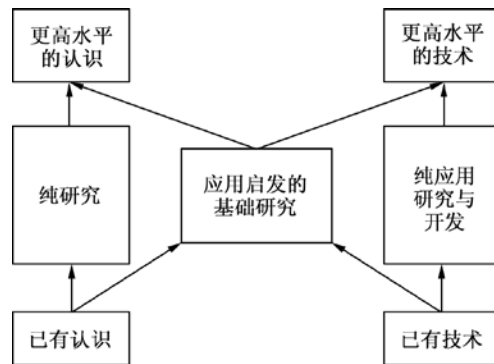 更高水平
的认识
更高水平
的技术
纯研究
应用启发的
基础研究
纯应用
研究与
开发
已有认识
已有技术